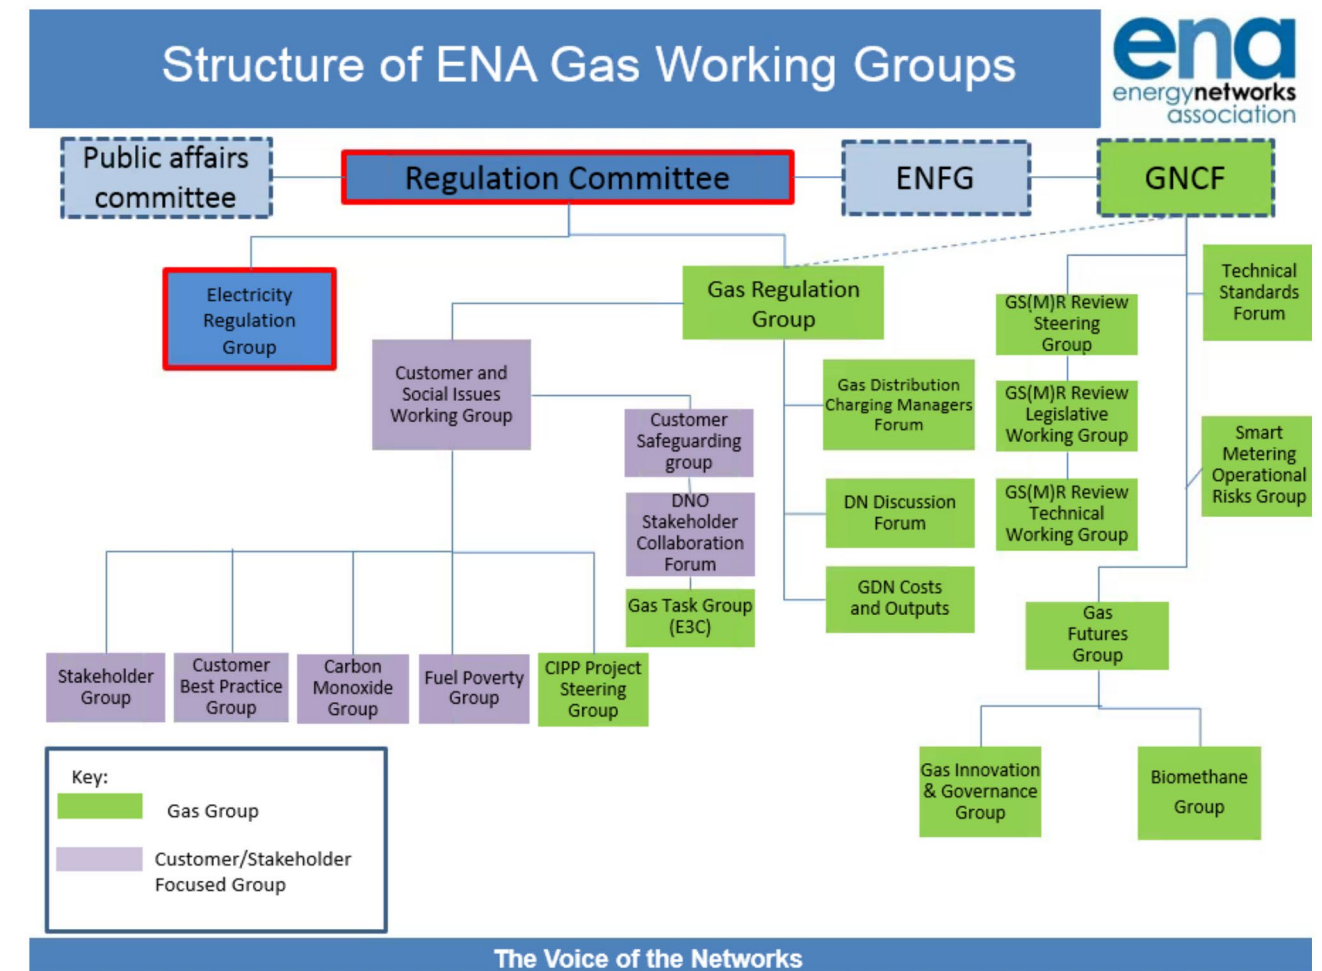 Structure of ENA Gas Working Groups
ena
energynetworks
association
Public affairs
committee
Regulation Committee
ENFG
GNCF
Electricity
Regulation
Group
Gas Regulation
Group
GS(M)R Review
Steering
Group
Technical
Standards
Forum
Customer and
Social Issues
Working Group
Gas Distribution
Charging Managers
Forum
GS(M)R Review
Legislative
Working Group
Customer
Safeguarding
group
Smart
Metering
Operational
Risks Group
DNO
Stakeholder
Collaboration
Forum
DN Discussion
Forum
GS(M)R Review
Technical
Working Group
Gas Task Group
(E3C)
GDN Costs
and Outputs
Gas
Futures
Group
Stakeholder
Group
Customer
Best Practice
Group
Carbon
Monoxide
Group
Fuel Poverty
Group
CIPP Project
Steering
Group
Gas Innovation
& Governance
Group
Biomethane
Group
Key:
Gas Group
Customer/Stakeholder
Focused Group
The Voice of the Networks